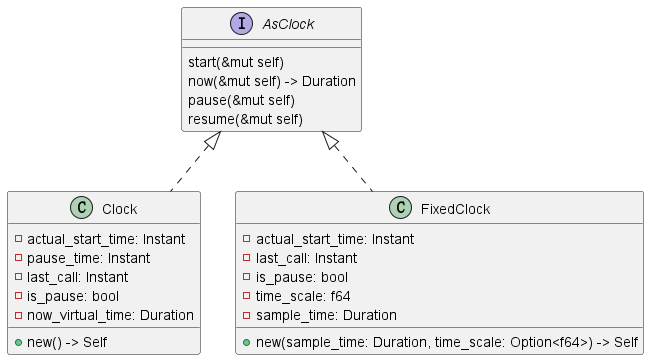 I AsClock
start(&mut self)
now(&mut self) -> Duration
pause(&mut self)
resume(&mut self)
C Clock
actual_start_time: Instant
pause_time: Instant
last_call: Instant
is_pause: bool
now_virtual_time: Duration
new() -> Self
C FixedClock
actual_start_time: Instant
last_call: Instant
is_pause: bool
time_scale: f64
sample_time: Duration
new(sample_time: Duration, time_scale: Option<f64>) -> Self